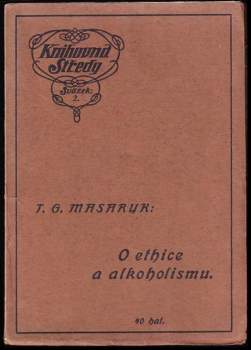 Knihovna
Středy
Svazek:
2.
T. G. MASARYK:
O ethice
a alkoholismu.
40 hal.